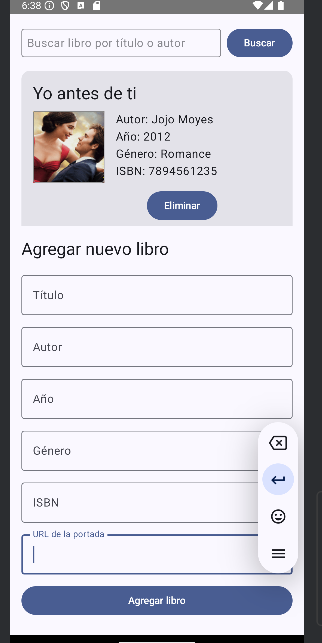 6:38
Buscar libro por título o autor
Buscar
Yo antes de ti
Autor: Jojo Moyes
Año: 2012
Género: Romance
ISBN: 7894561235
Eliminar
Agregar nuevo libro
Título
Autor
Año
Género
ISBN
URL de la portada
Agregar libro